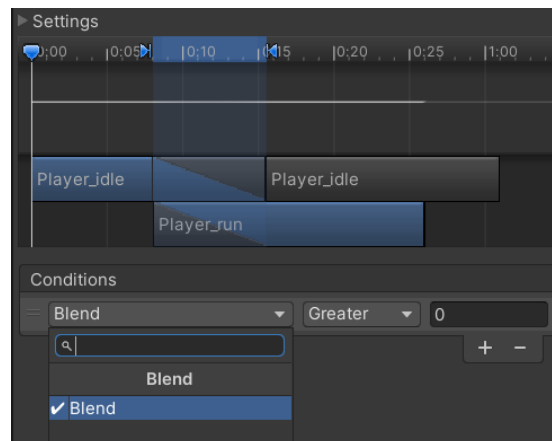 Settings
0:00 0:05 0:10 0:15 0:20 0:25 1:00
Player_idle Player_idle
Player_run
Conditions
Blend Greater 0
Blend
Blend